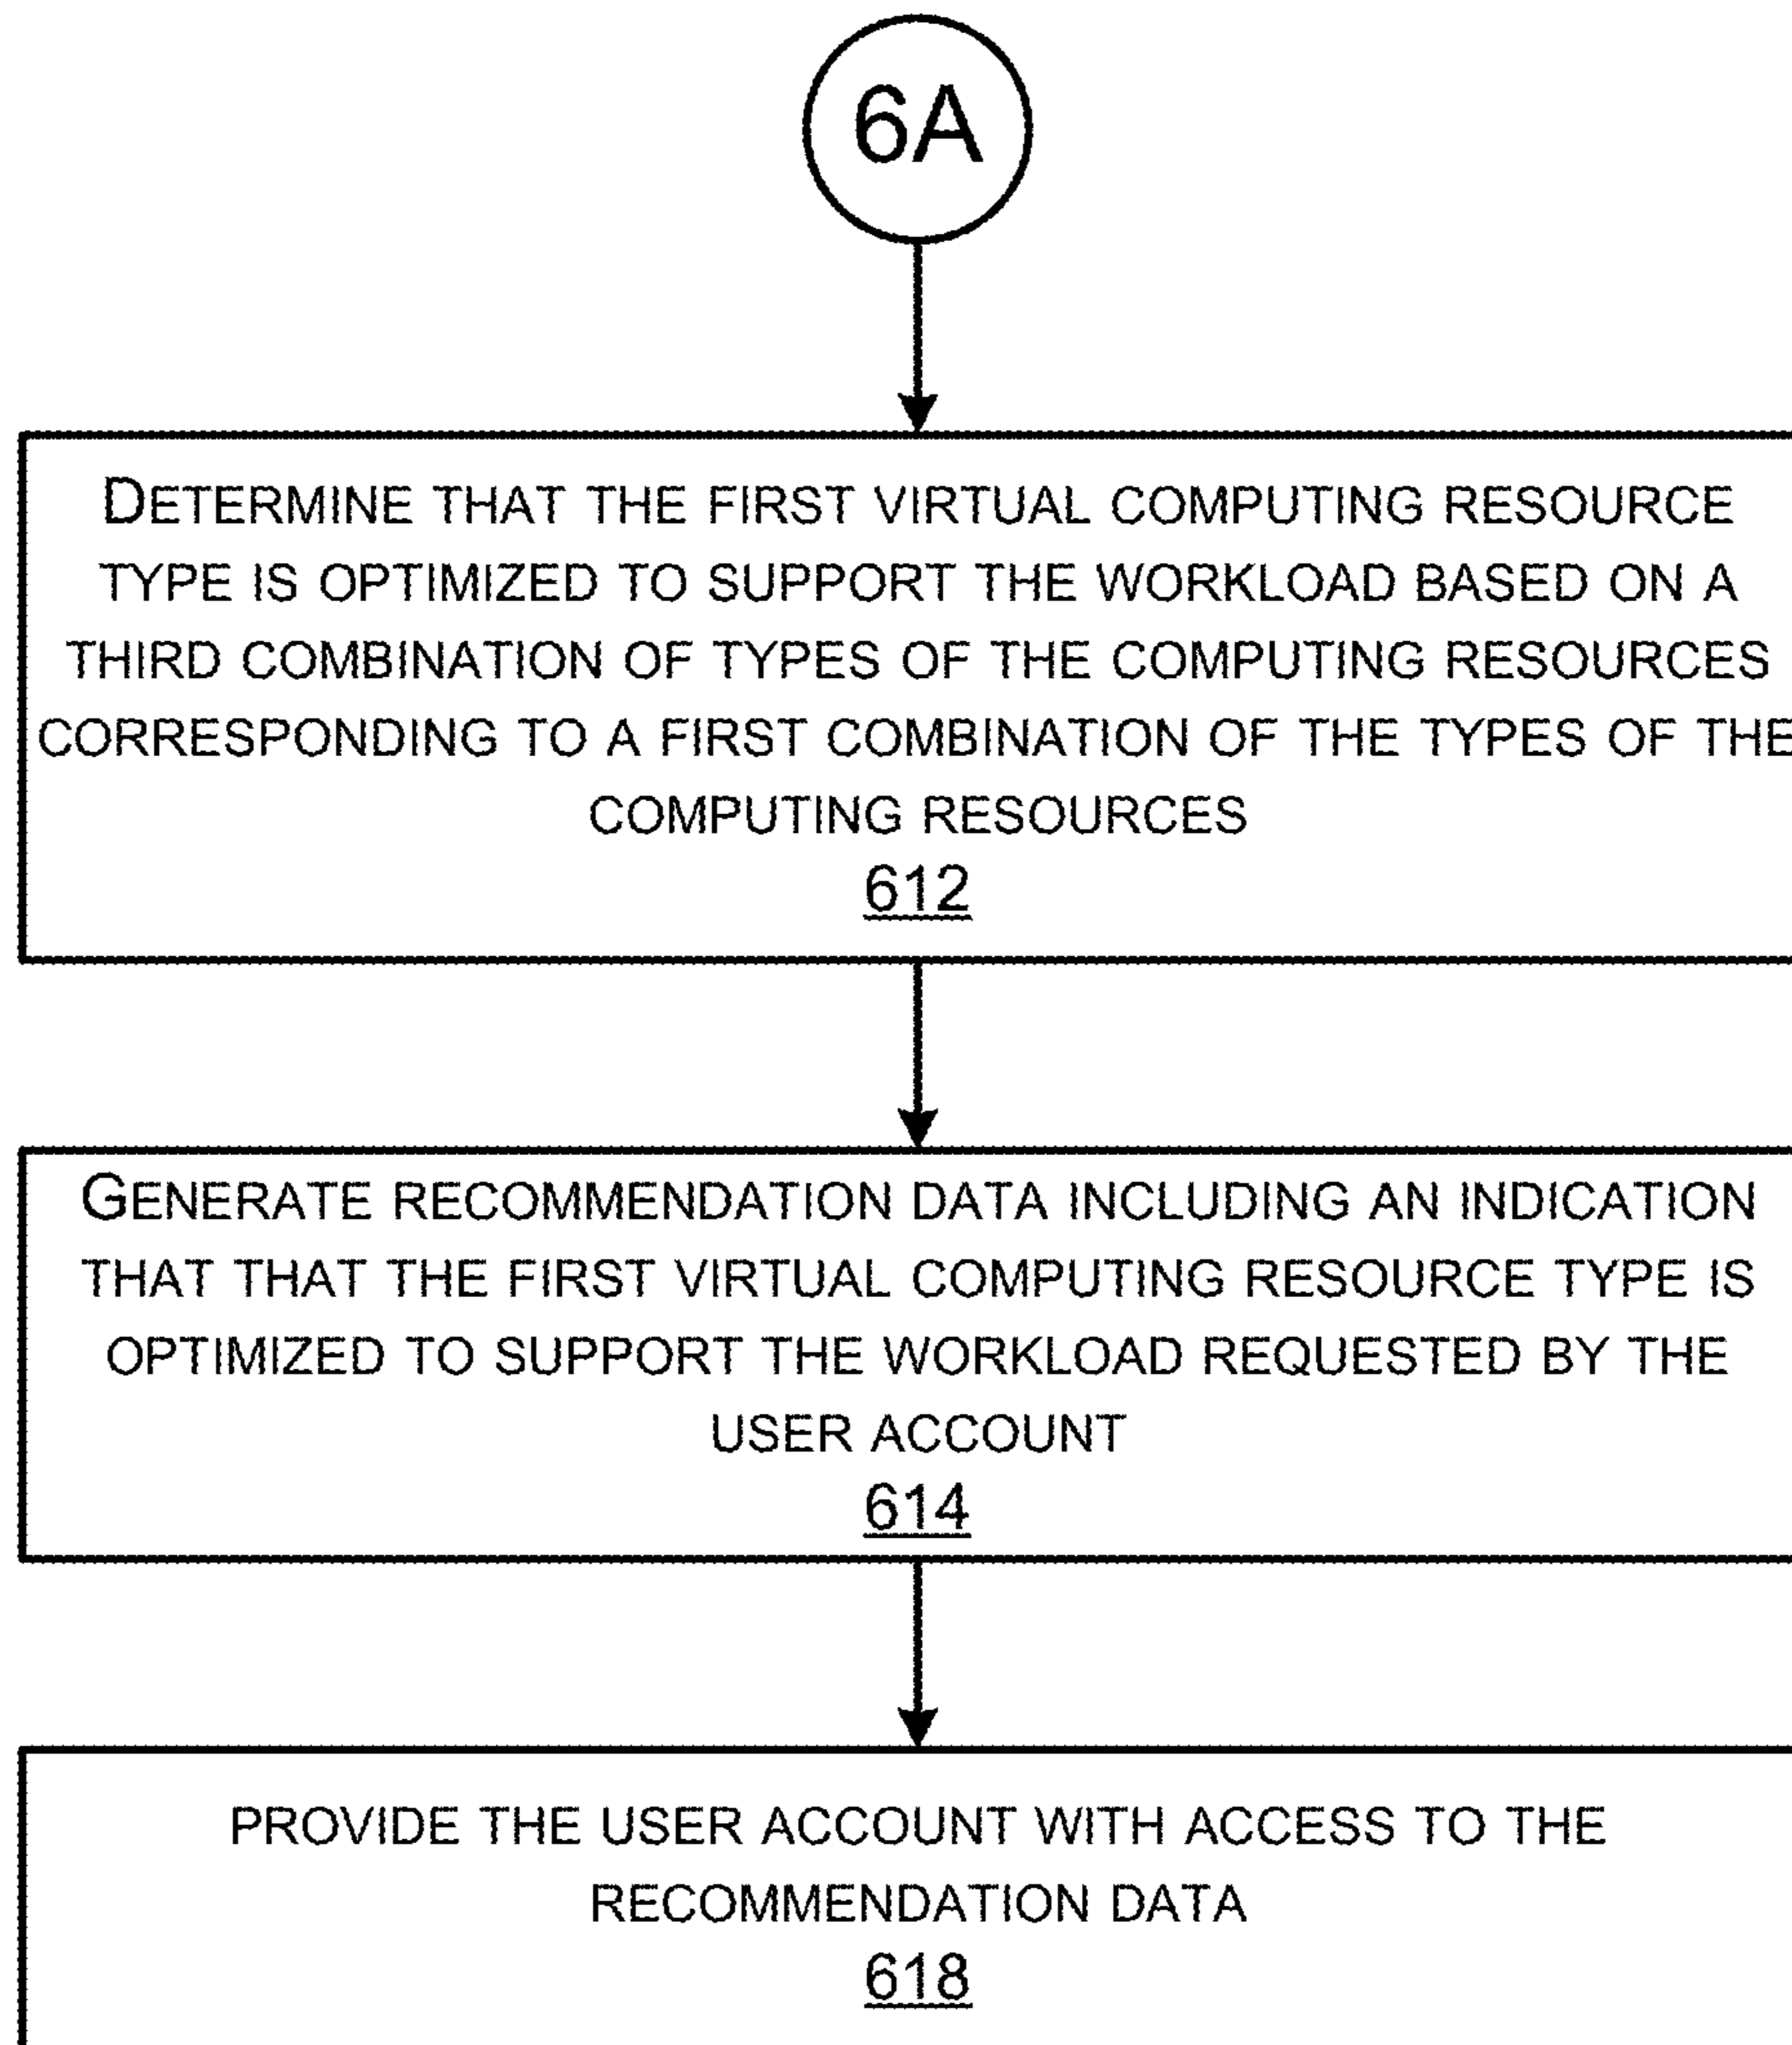 6A
DETERMINE THAT THE FIRST VIRTUAL COMPUTING RESOURCE
TYPE IS OPTIMIZED TO SUPPORT THE WORKLOAD BASED ON A
THIRD COMBINATION OF TYPES OF THE COMPUTING RESOURCES
CORRESPONDING TO A FIRST COMBINATION OF THE TYPES OF THE
COMPUTING RESOURCES
612
GENERATE RECOMMENDATION DATA INCLUDING AN INDICATION
THAT THAT THE FIRST VIRTUAL COMPUTING RESOURCE TYPE IS
OPTIMIZED TO SUPPORT THE WORKLOAD REQUESTED BY THE
USER ACCOUNT
614
PROVIDE THE USER ACCOUNT WITH ACCESS TO THE
RECOMMENDATION DATA
618